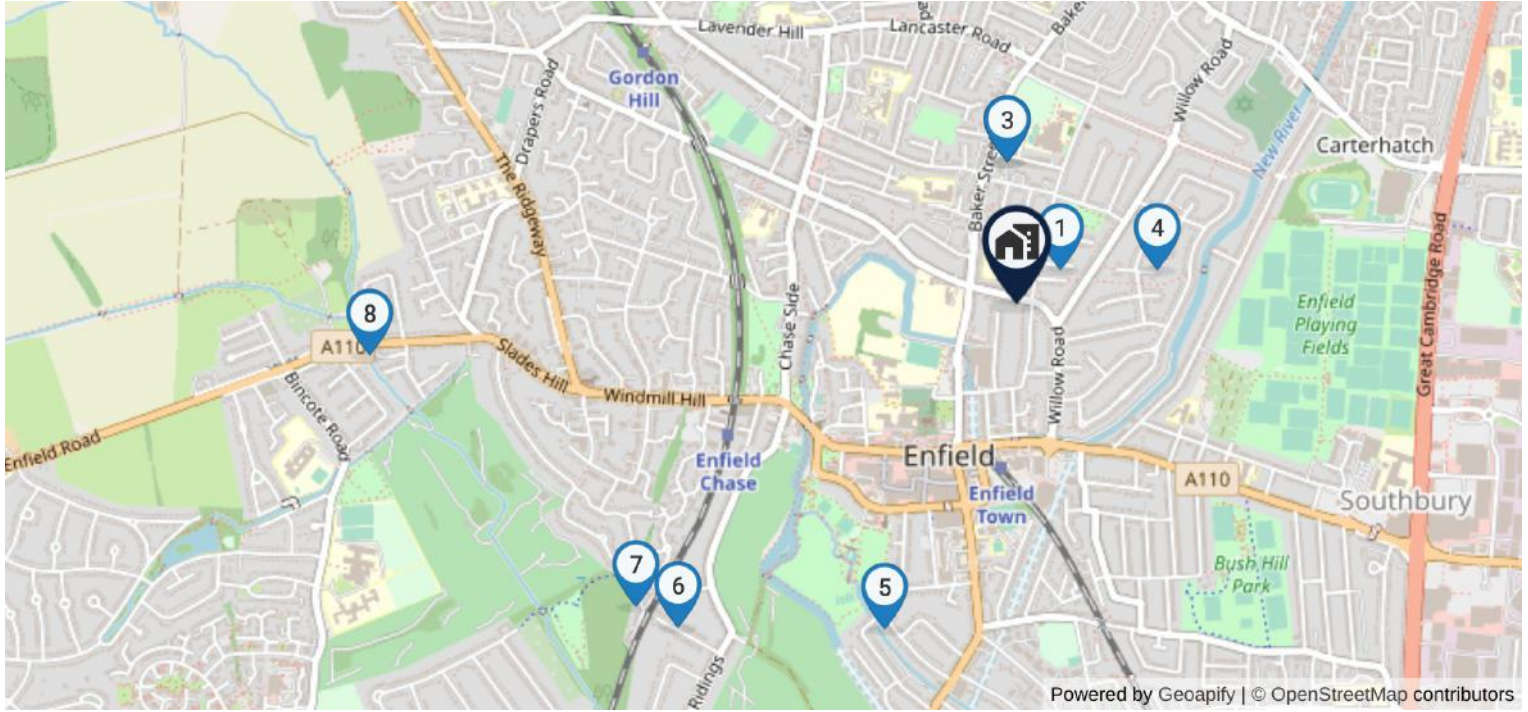 Lavender Hill
Lancaster Road
Baker
Gordon
Hill
Drapers Road
Willow Road
3
Carterhatch
New River
The Ridgeway
Baker Stree
1
4
Enfield
Playing
Fields
Great Cambridge Road
Chase Side
8
A110
Slades Hill
Windmill Hill
Willow Road
Bincote Road
Enfield Road
Enfield
Chase
Enfield
Enfield
Town
A110
Southbury
7
6
5
Bush Hill
Park
Ridings
Powered by Geoapify | © OpenStreetMap contributors